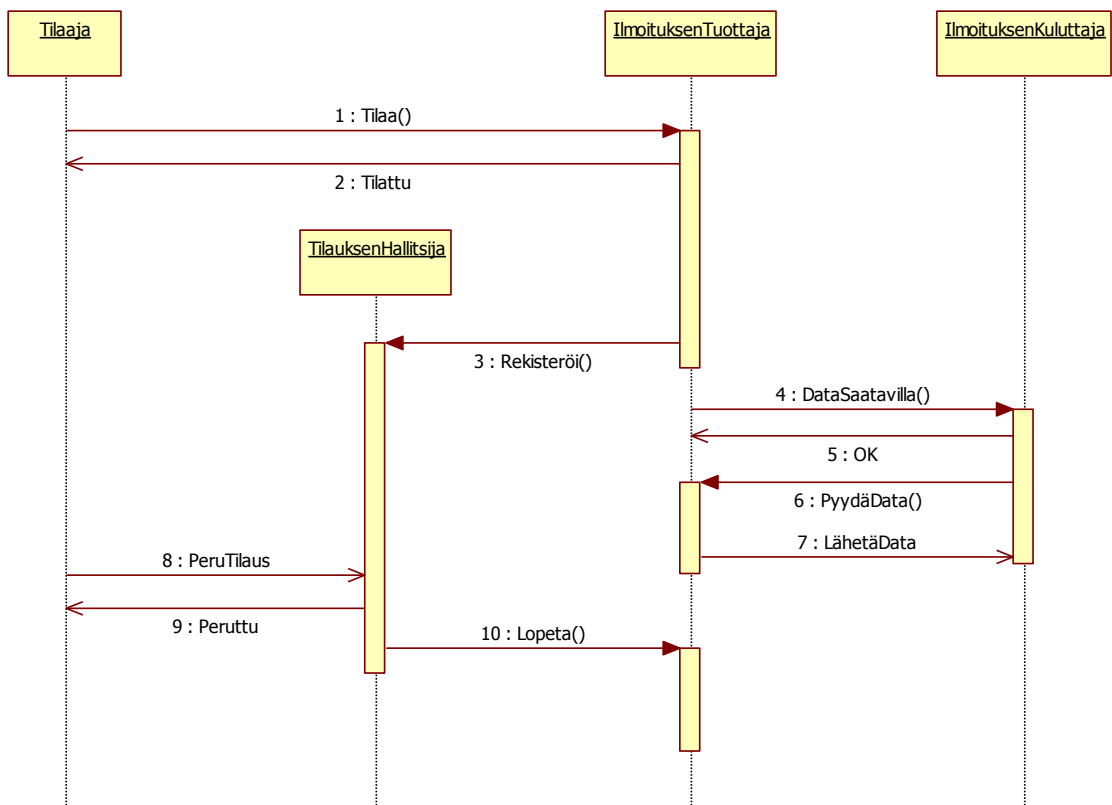 Tilaaja
IlmoituksenTuottaja
IlmoituksenKuluttaja
1 : Tilaa()
2 : Tilattu
TilauksenHallitsija
3 : Rekisteröi()
4 : DataSaatavilla()
5 : OK
6 : PyydäData()
7 : LähetäData
8 : PeruTilaus
9 : Peruttu
10 : Lopeta()